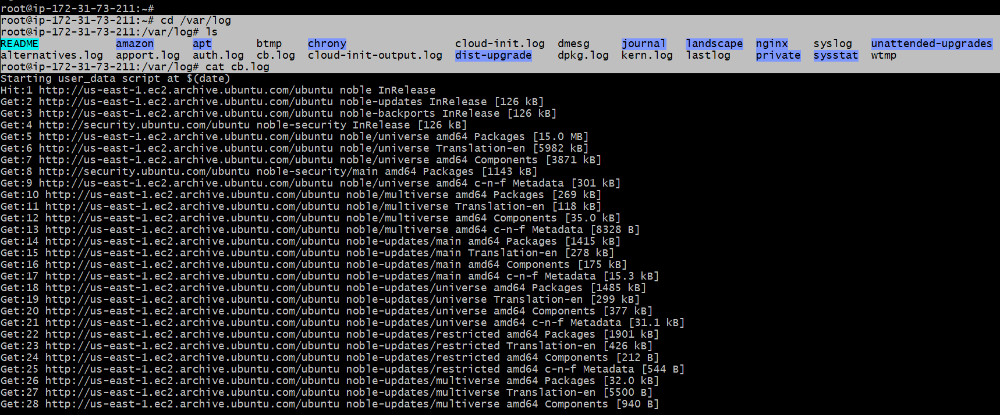 root@ip-172-31-73-211:~#
root@ip-172-31-73-211:~# cd /var/log
root@ip-172-31-73-211:/var/log# ls
README            amazon      apt       btmp    chrony                 cloud-init.log  dmesg     journal   landscape  nginx    syslog   unattended-upgrades
alternatives.log  apport.log  auth.log  cb.log  cloud-init-output.log  dist-upgrade    dpkg.log  kern.log  lastlog    private  sysstat  wtmp
root@ip-172-31-73-211:/var/log# cat cb.log
Starting user_data script at $(date)
Hit:1 http://us-east-1.ec2.archive.ubuntu.com/ubuntu noble InRelease
Get:2 http://us-east-1.ec2.archive.ubuntu.com/ubuntu noble-updates InRelease [126 kB]
Get:3 http://us-east-1.ec2.archive.ubuntu.com/ubuntu noble-backports InRelease [126 kB]
Get:4 http://security.ubuntu.com/ubuntu noble-security InRelease [126 kB]
Get:5 http://us-east-1.ec2.archive.ubuntu.com/ubuntu noble/universe amd64 Packages [15.0 MB]
Get:6 http://us-east-1.ec2.archive.ubuntu.com/ubuntu noble/universe Translation-en [5982 kB]
Get:7 http://us-east-1.ec2.archive.ubuntu.com/ubuntu noble/universe amd64 Components [3871 kB]
Get:8 http://security.ubuntu.com/ubuntu noble-security/main amd64 Packages [1143 kB]
Get:9 http://us-east-1.ec2.archive.ubuntu.com/ubuntu noble/universe amd64 c-n-f Metadata [301 kB]
Get:10 http://us-east-1.ec2.archive.ubuntu.com/ubuntu noble/multiverse amd64 Packages [269 kB]
Get:11 http://us-east-1.ec2.archive.ubuntu.com/ubuntu noble/multiverse Translation-en [118 kB]
Get:12 http://us-east-1.ec2.archive.ubuntu.com/ubuntu noble/multiverse amd64 Components [35.0 kB]
Get:13 http://us-east-1.ec2.archive.ubuntu.com/ubuntu noble/multiverse amd64 c-n-f Metadata [8328 B]
Get:14 http://us-east-1.ec2.archive.ubuntu.com/ubuntu noble-updates/main amd64 Packages [1415 kB]
Get:15 http://us-east-1.ec2.archive.ubuntu.com/ubuntu noble-updates/main Translation-en [278 kB]
Get:16 http://us-east-1.ec2.archive.ubuntu.com/ubuntu noble-updates/main amd64 Components [175 kB]
Get:17 http://us-east-1.ec2.archive.ubuntu.com/ubuntu noble-updates/main amd64 c-n-f Metadata [15.3 kB]
Get:18 http://us-east-1.ec2.archive.ubuntu.com/ubuntu noble-updates/universe amd64 Packages [1485 kB]
Get:19 http://us-east-1.ec2.archive.ubuntu.com/ubuntu noble-updates/universe Translation-en [299 kB]
Get:20 http://us-east-1.ec2.archive.ubuntu.com/ubuntu noble-updates/universe amd64 Components [377 kB]
Get:21 http://us-east-1.ec2.archive.ubuntu.com/ubuntu noble-updates/universe amd64 c-n-f Metadata [31.1 kB]
Get:22 http://us-east-1.ec2.archive.ubuntu.com/ubuntu noble-updates/restricted amd64 Packages [1901 kB]
Get:23 http://us-east-1.ec2.archive.ubuntu.com/ubuntu noble-updates/restricted Translation-en [426 kB]
Get:24 http://us-east-1.ec2.archive.ubuntu.com/ubuntu noble-updates/restricted amd64 Components [212 B]
Get:25 http://us-east-1.ec2.archive.ubuntu.com/ubuntu noble-updates/restricted amd64 c-n-f Metadata [544 B]
Get:26 http://us-east-1.ec2.archive.ubuntu.com/ubuntu noble-updates/multiverse amd64 Packages [32.0 kB]
Get:27 http://us-east-1.ec2.archive.ubuntu.com/ubuntu noble-updates/multiverse Translation-en [5500 B]
Get:28 http://us-east-1.ec2.archive.ubuntu.com/ubuntu noble-updates/multiverse amd64 Components [940 B]